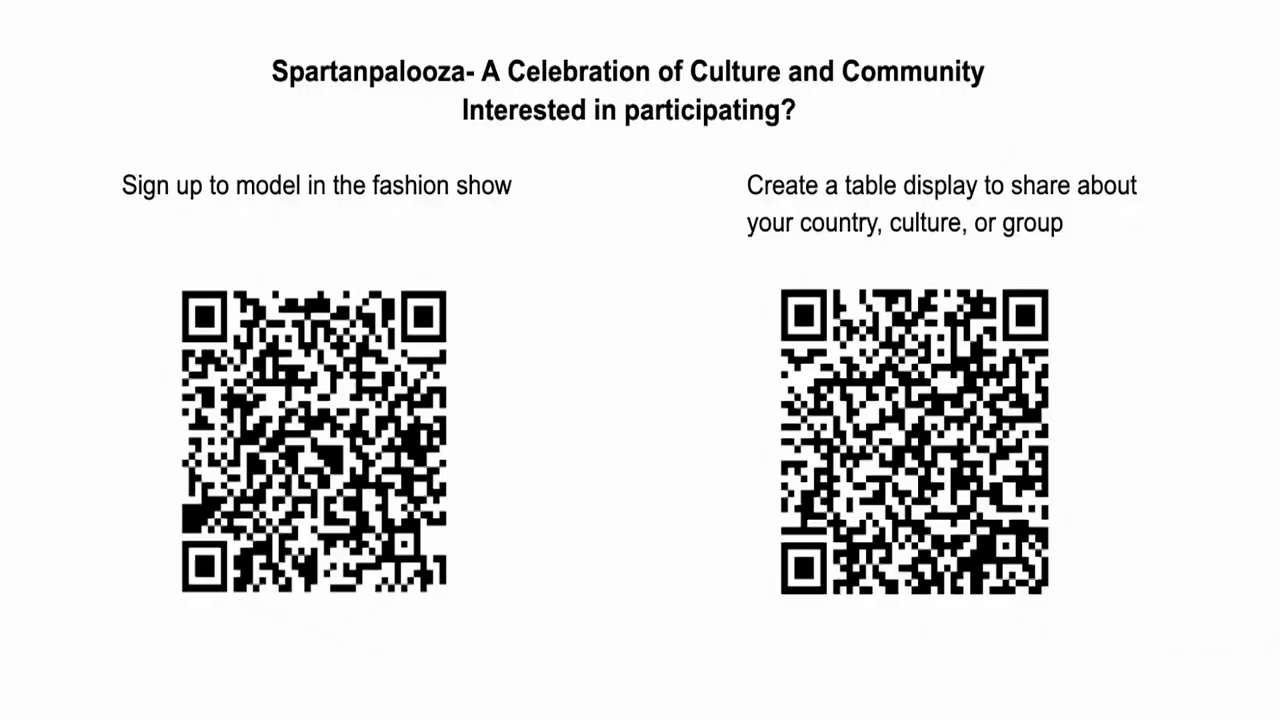 Spartanpalooza- A Celebration of Culture and Community
Interested in participating?
Sign up to model in the fashion show
Create a table display to share about
your country, culture, or group